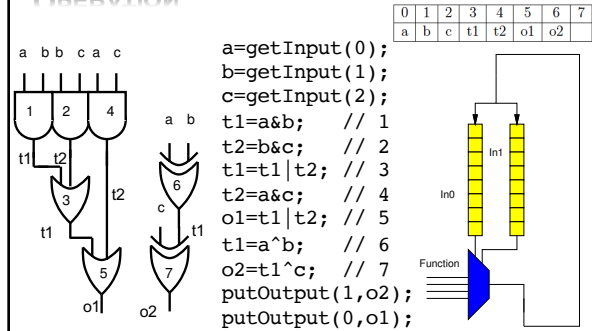 0 1 2 3 4 5 6 7
a b c t1 t2 o1 o2
a b b c a c
1 2 4
t1 t2
3
t2
t1
5
o1
a b
6
c
t1
7
o2
a=getInput(0);
b=getInput(1);
c=getInput(2);
t1=a&b; // 1
t2=b&c; // 2
t1=t1|t2; // 3
t2=a&c; // 4
o1=t1|t2; // 5
t1=a^b; // 6
o2=t1^c; // 7
putOutput(1,o2);
putOutput(0,o1);
In1
In0
Function